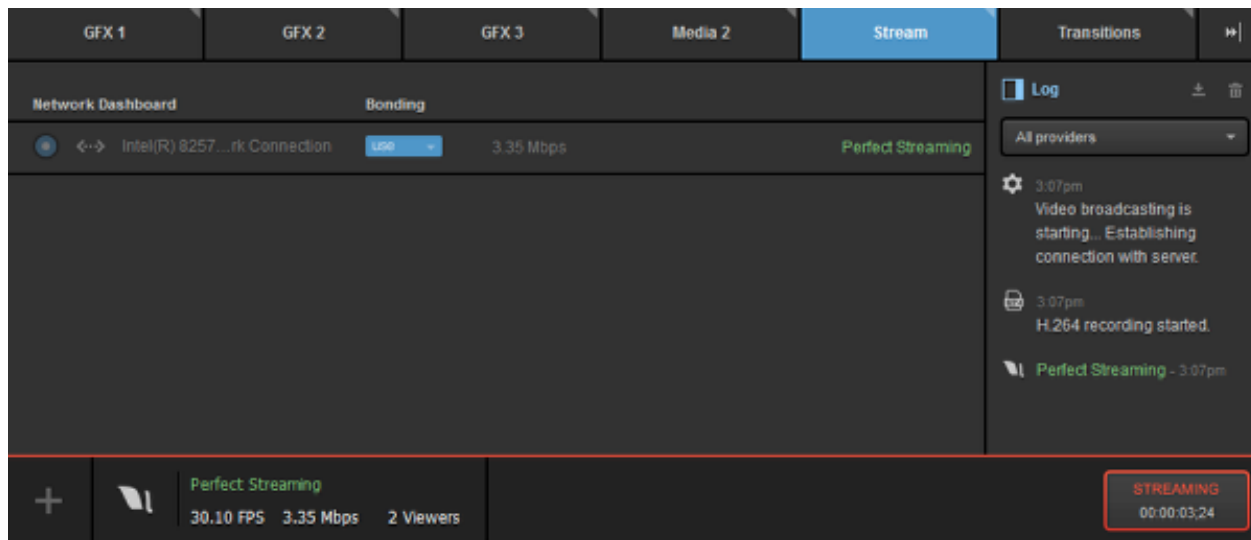 GFX 1 GFX 2 GFX 3 Media 2 Stream Transitions
Network Dashboard Bonding
Log
Intel(R) 8257...rk Connection use 3.35 Mbps Perfect Streaming
All providers
3:07pm
Video broadcasting is
starting... Establishing
connection with server.
3:07pm
H.264 recording started.
Perfect Streaming - 3:07pm
Perfect Streaming
30.10 FPS 3.35 Mbps 2 Viewers
STREAMING
00:00:03;24